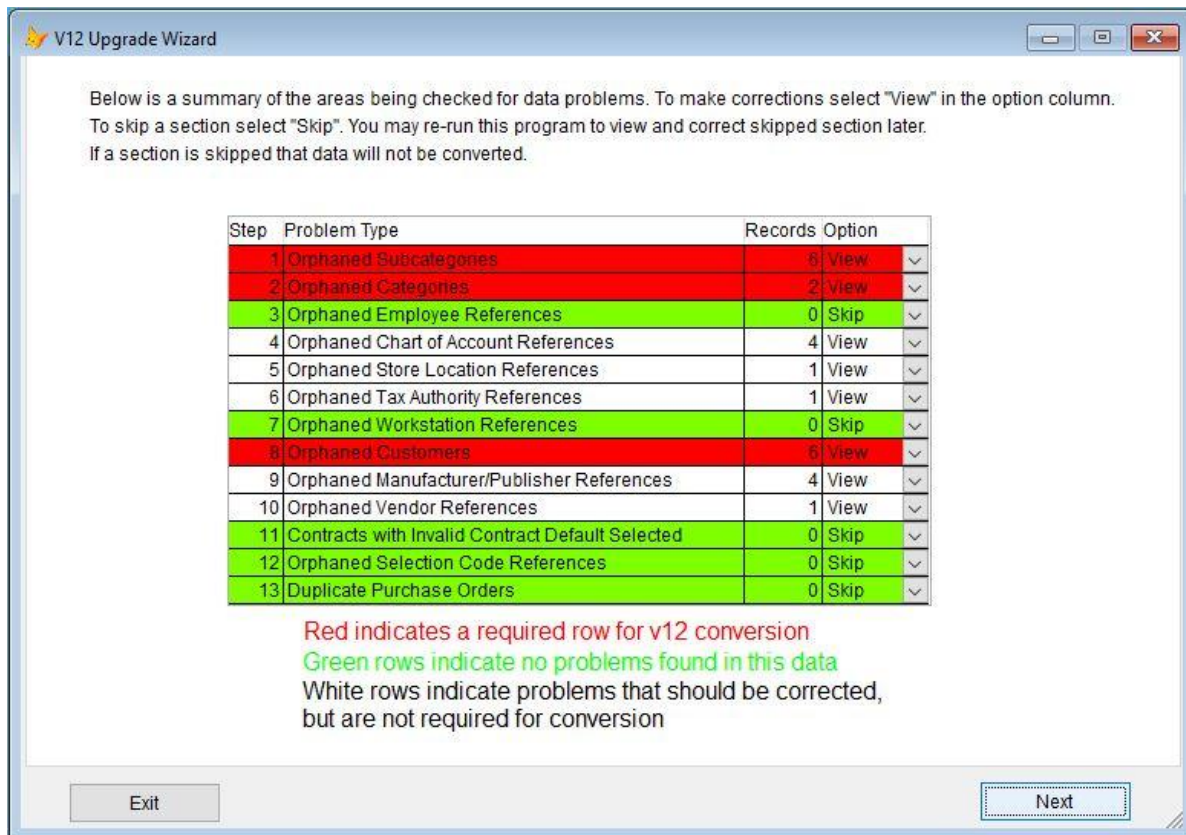 V12 Upgrade Wizard
Below is a summary of the areas being checked for data problems. To make corrections select "View" in the option column.
To skip a section select "Skip". You may re-run this program to view and correct skipped section later.
If a section is skipped that data will not be converted.
Step Problem Type Records Option
1 Orphaned Subcategories 6 View
2 Orphaned Categories 2 View
3 Orphaned Employee References 0 Skip
4 Orphaned Chart of Account References 4 View
5 Orphaned Store Location References 1 View
6 Orphaned Tax Authority References 1 View
7 Orphaned Workstation References 0 Skip
8 Orphaned Customers 6 View
9 Orphaned Manufacturer/Publisher References 4 View
10 Orphaned Vendor References 1 View
11 Contracts with Invalid Contract Default Selected 0 Skip
12 Orphaned Selection Code References 0 Skip
13 Duplicate Purchase Orders 0 Skip
Red indicates a required row for v12 conversion
Green rows indicate no problems found in this data
White rows indicate problems that should be corrected,
but are not required for conversion
Exit Next